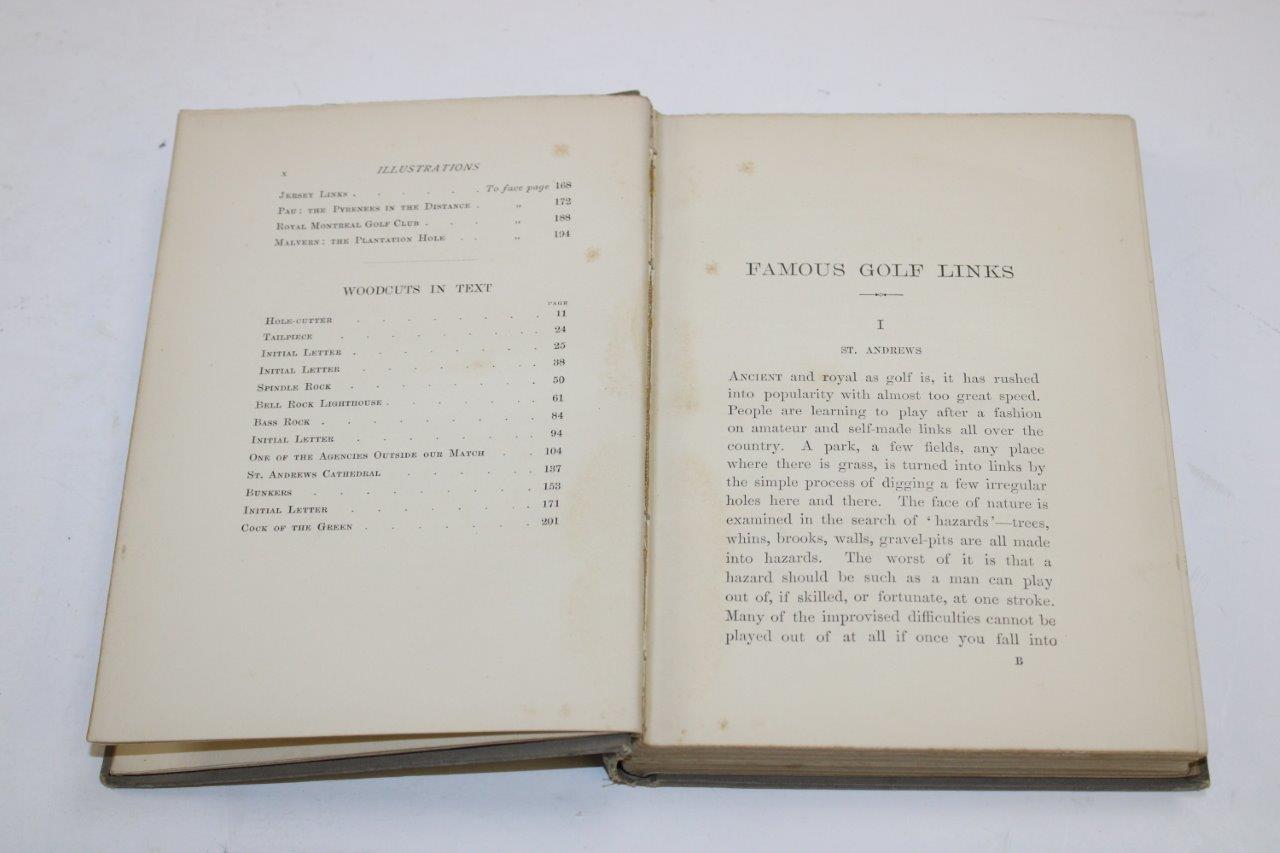 x ILLUSTRATIONS
Jersey Links . . . . . . To face page 168
Pau: the Pyrenees in the Distance . „ 172
Royal Montreal Golf Club . . . „ 188
Malvern: the Plantation Hole . . „ 194
WOODCUTS IN TEXT
PAGE
Hole-cutter . . . . . . . . 11
Tailpiece . . . . . . . . 24
Initial Letter . . . . . . . . 25
Initial Letter . . . . . . . . 38
Spindle Rock . . . . . . . . 50
Bell Rock Lighthouse . . . . . . . 61
Bass Rock . . . . . . . . . 84
Initial Letter . . . . . . . . 94
One of the Agencies Outside our Match . . 104
St. Andrews Cathedral . . . . . . 137
Bunkers . . . . . . . . . 153
Initial Letter . . . . . . . . 171
Cock of the Green . . . . . . . 201
FAMOUS GOLF LINKS
I
ST. ANDREWS
Ancient and royal as golf is, it has rushed
into popularity with almost too great speed.
People are learning to play after a fashion
on amateur and self-made links all over the
country. A park, a few fields, any place
where there is grass, is turned into links by
the simple process of digging a few irregular
holes here and there. The face of nature is
examined in the search of ‘hazards’—trees,
whins, brooks, walls, gravel-pits are all made
into hazards. The worst of it is that a
hazard should be such as a man can play
out of, if skilled, or fortunate, at one stroke.
Many of the improvised difficulties cannot be
played out of at all if once you fall into
B